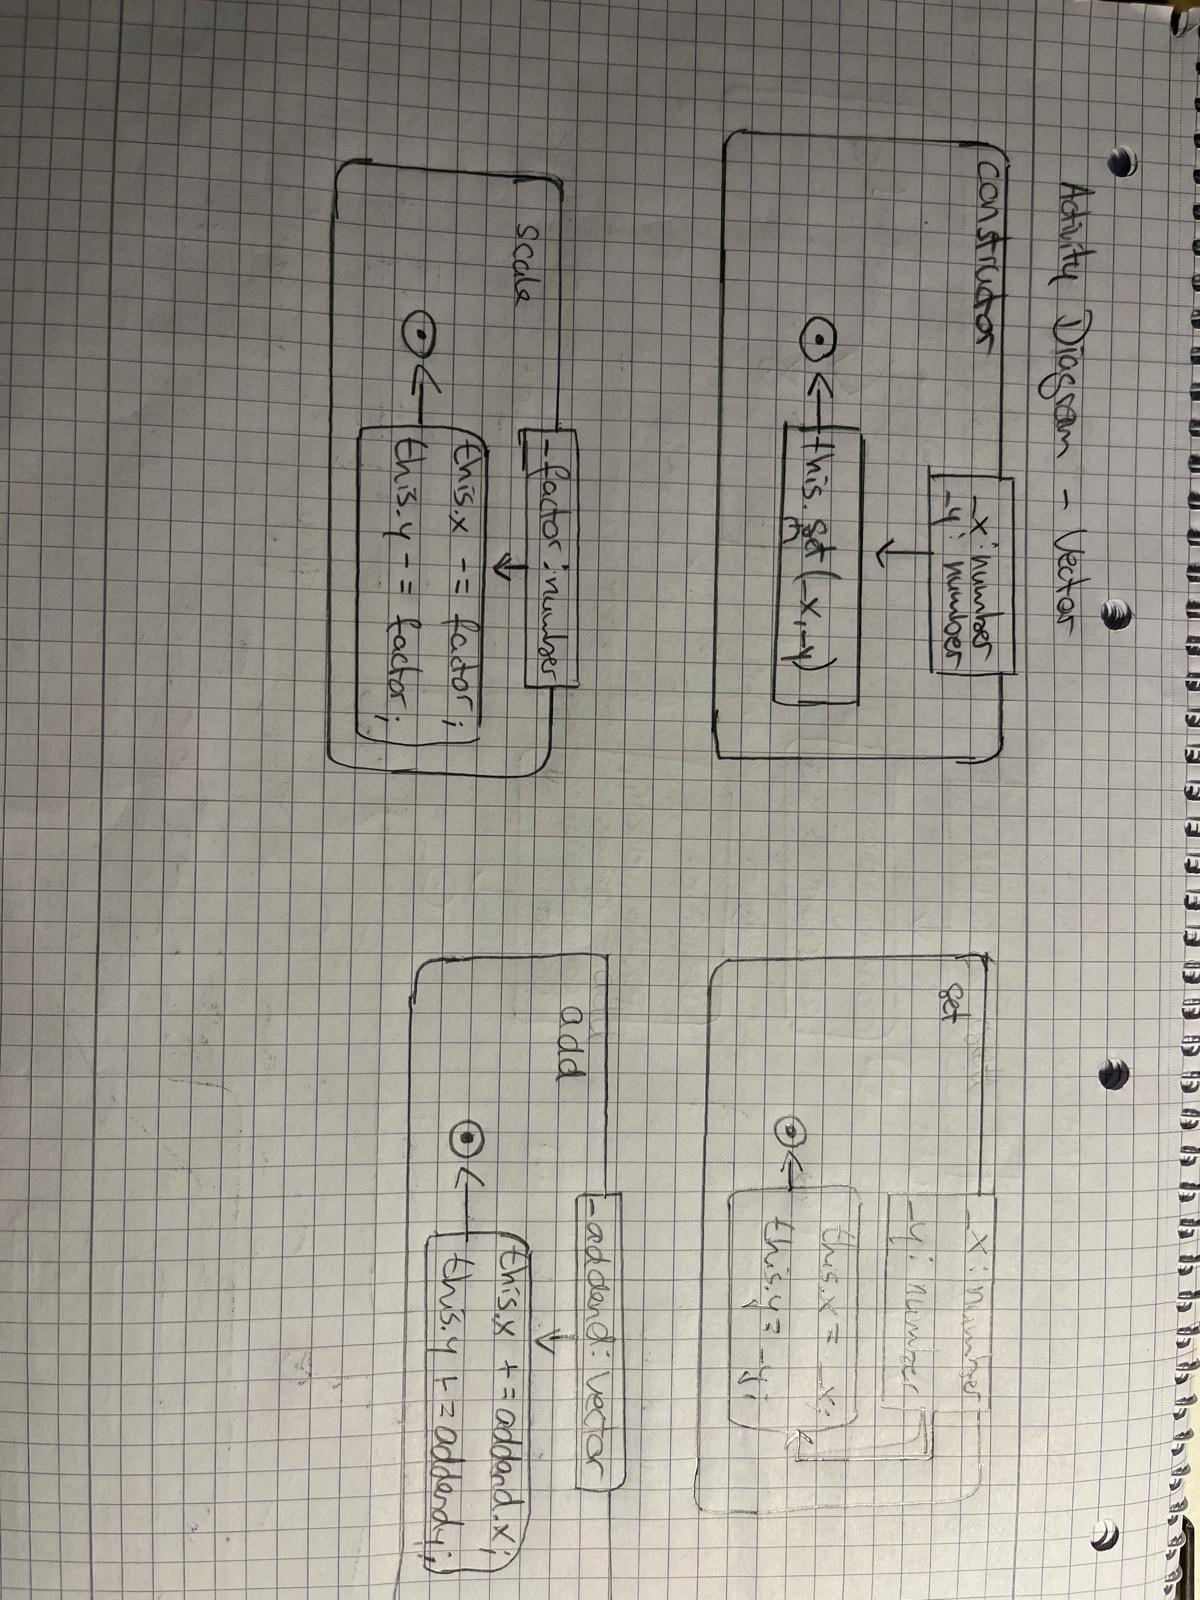 Activity Diagram - Vector
constructor
_x: number
_y: number
this.set(_x,_y)
set
_x: number
_y: number
this.x = _x;
this.y = _y;
scale
_factor: number
this.x -= factor;
this.y -= factor;
add
_addend: Vector
this.x += addend.x;
this.y += addend.y;